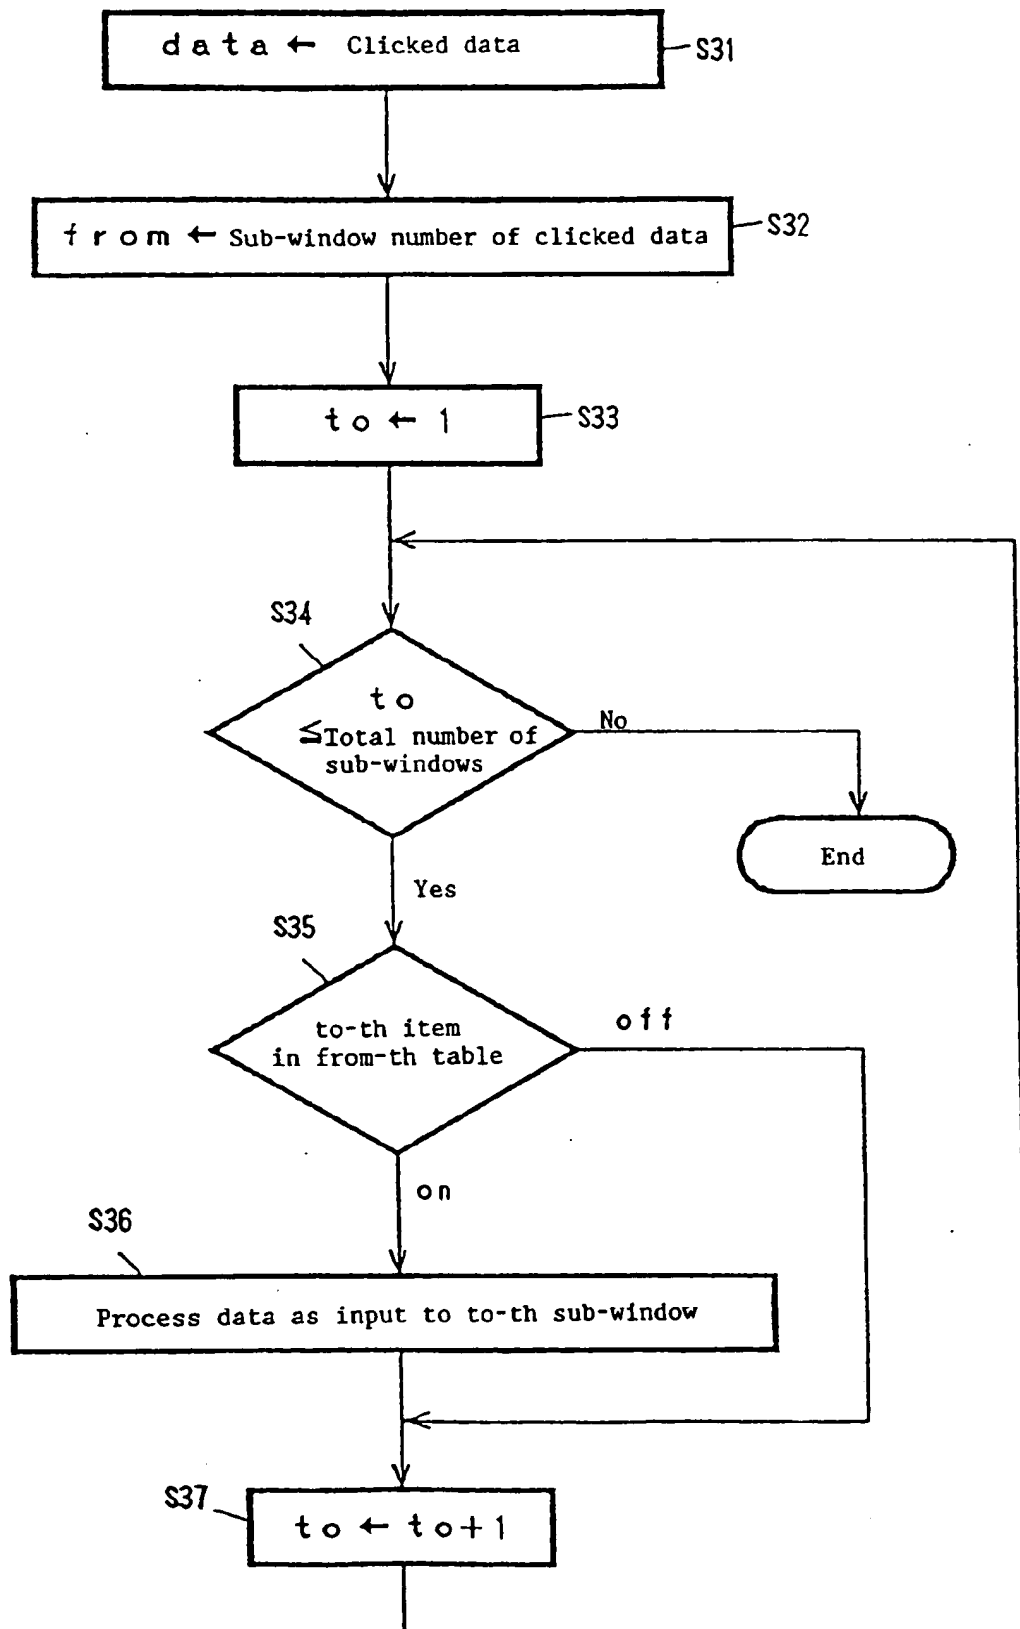 data ← Clicked data
S31
from ← Sub-window number of clicked data
S32
to ← 1
S33
S34
to
≦Total number of
sub-windows
No
End
Yes
S35
to-th item
in from-th table
off
on
S36
Process data as input to to-th sub-window
S37
to ← to+1